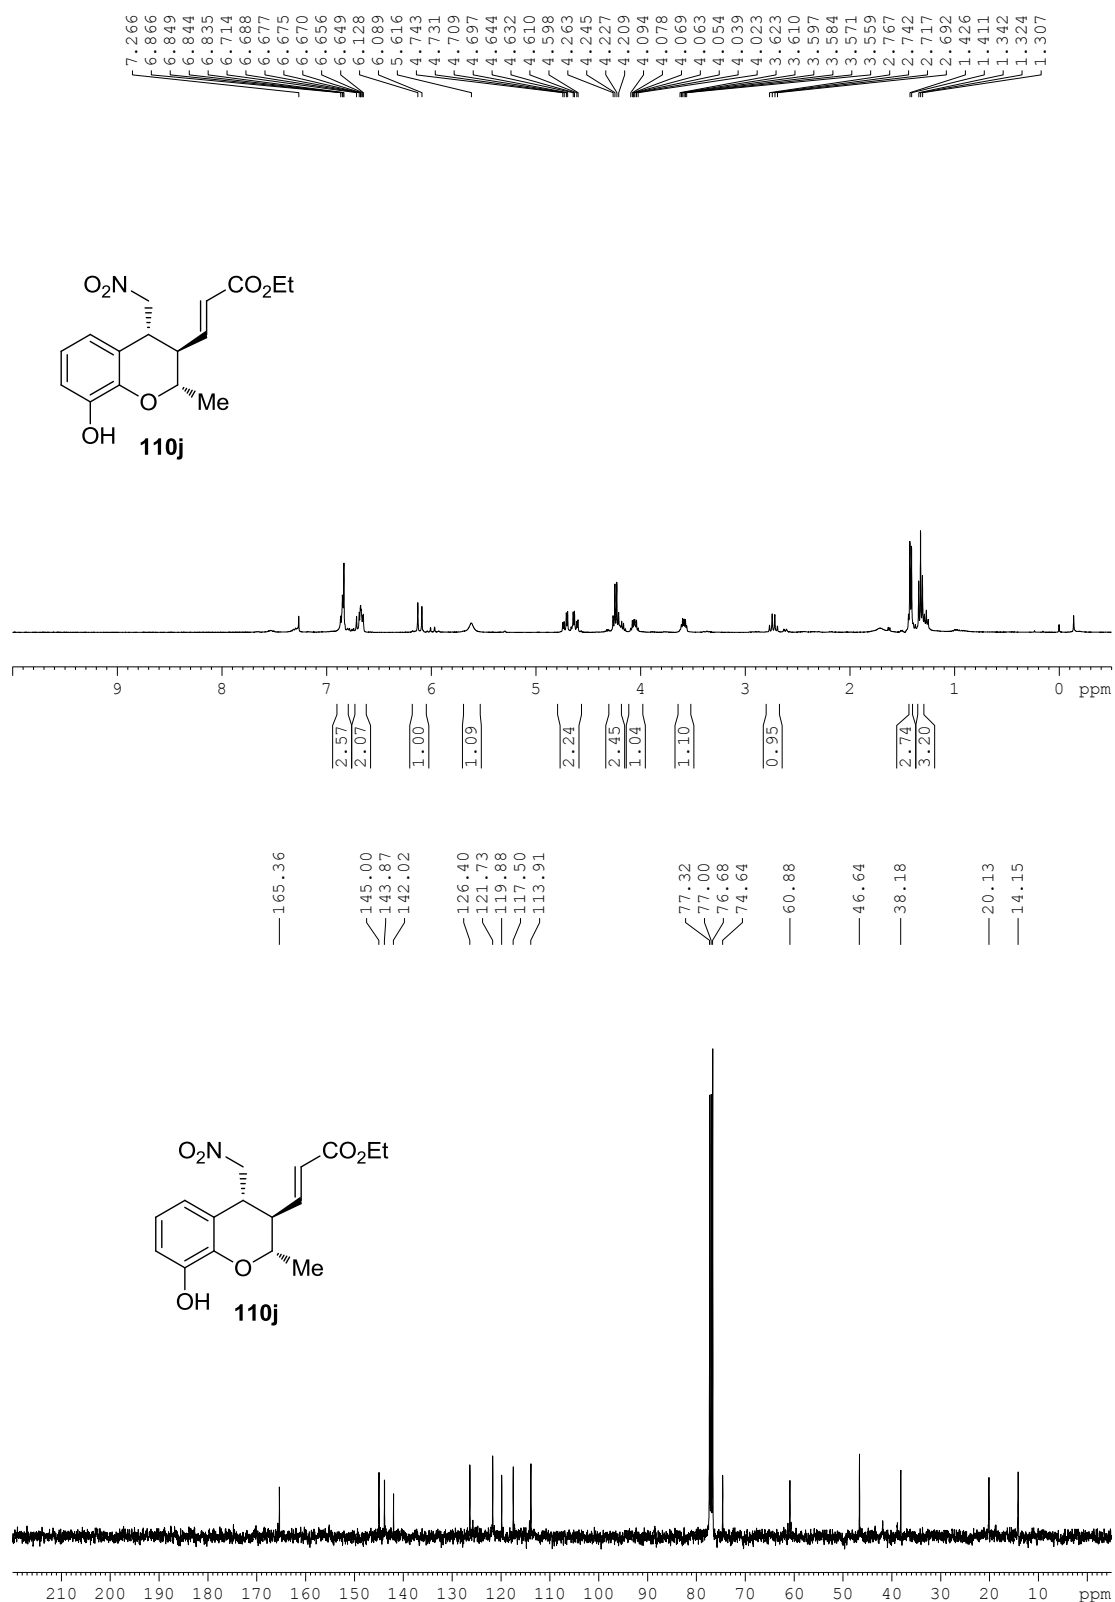 7.266 6.866 6.849 6.844 6.835 6.714 6.688 6.677 6.675 6.670 6.656 6.649 6.128 6.089 5.616 4.743 4.731 4.709 4.697 4.644 4.632 4.610 4.598 4.263 4.245 4.227 4.209 4.094 4.078 4.069 4.063 4.054 4.039 4.023 3.623 3.610 3.597 3.584 3.571 3.559 2.767 2.742 2.717 2.692 1.426 1.411 1.342 1.324 1.307
O2N CO2Et
O Me
OH 110j
9 8 7 6 5 4 3 2 1 0 ppm
2.57 2.07 1.00 1.09 2.24 2.45 1.04 1.10 0.95 2.74 3.20
165.36 145.00 143.87 142.02 126.40 121.73 119.88 117.50 113.91 77.32 77.00 76.68 74.64 60.88 46.64 38.18 20.13 14.15
O2N CO2Et
O Me
OH 110j
210 200 190 180 170 160 150 140 130 120 110 100 90 80 70 60 50 40 30 20 10 ppm